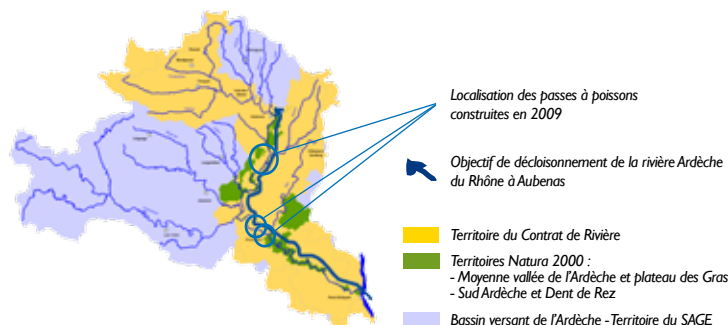 Localisation des passes à poissons
construites en 2009
Objectif de décloisonnement de la rivière Ardèche
du Rhône à Aubenas
Territoire du Contrat de Rivière
Territoires Natura 2000 :
- Moyenne vallée de l'Ardèche et plateau des Gras
- Sud Ardèche et Dent de Rez
Bassin versant de l'Ardèche - Territoire du SAGE